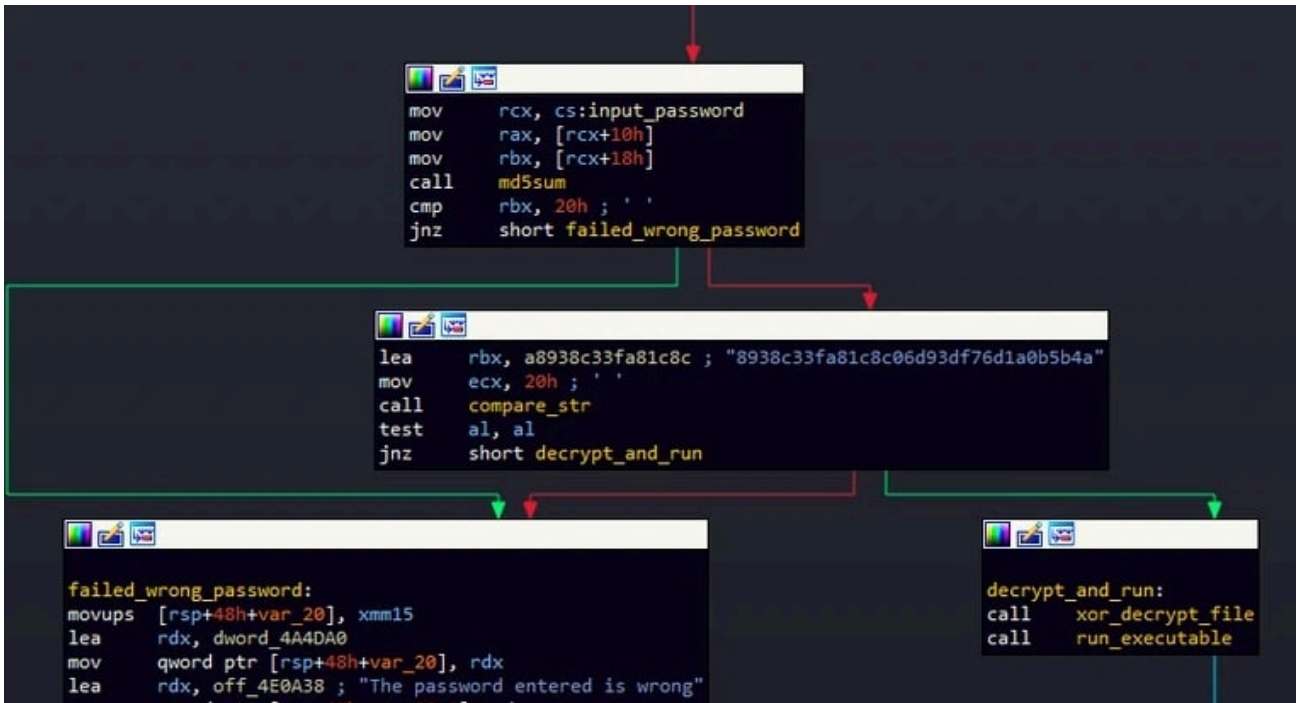 mov rcx, cs:input_password
mov rax, [rcx+10h]
mov rbx, [rcx+18h]
call md5sum
cmp rbx, 20h ; ' '
jnz short failed_wrong_password
lea rbx, a8938c33fa81c8c ; "8938c33fa81c8c06d93df76d1a0b5b4a"
mov ecx, 20h ; ' '
call compare_str
test al, al
jnz short decrypt_and_run
failed_wrong_password:
movups [rsp+48h+var_20], xmm15
lea rdx, dword_4A4DA0
mov qword ptr [rsp+48h+var_20], rdx
lea rdx, off_4E0A38 ; "The password entered is wrong"
decrypt_and_run:
call xor_decrypt_file
call run_executable